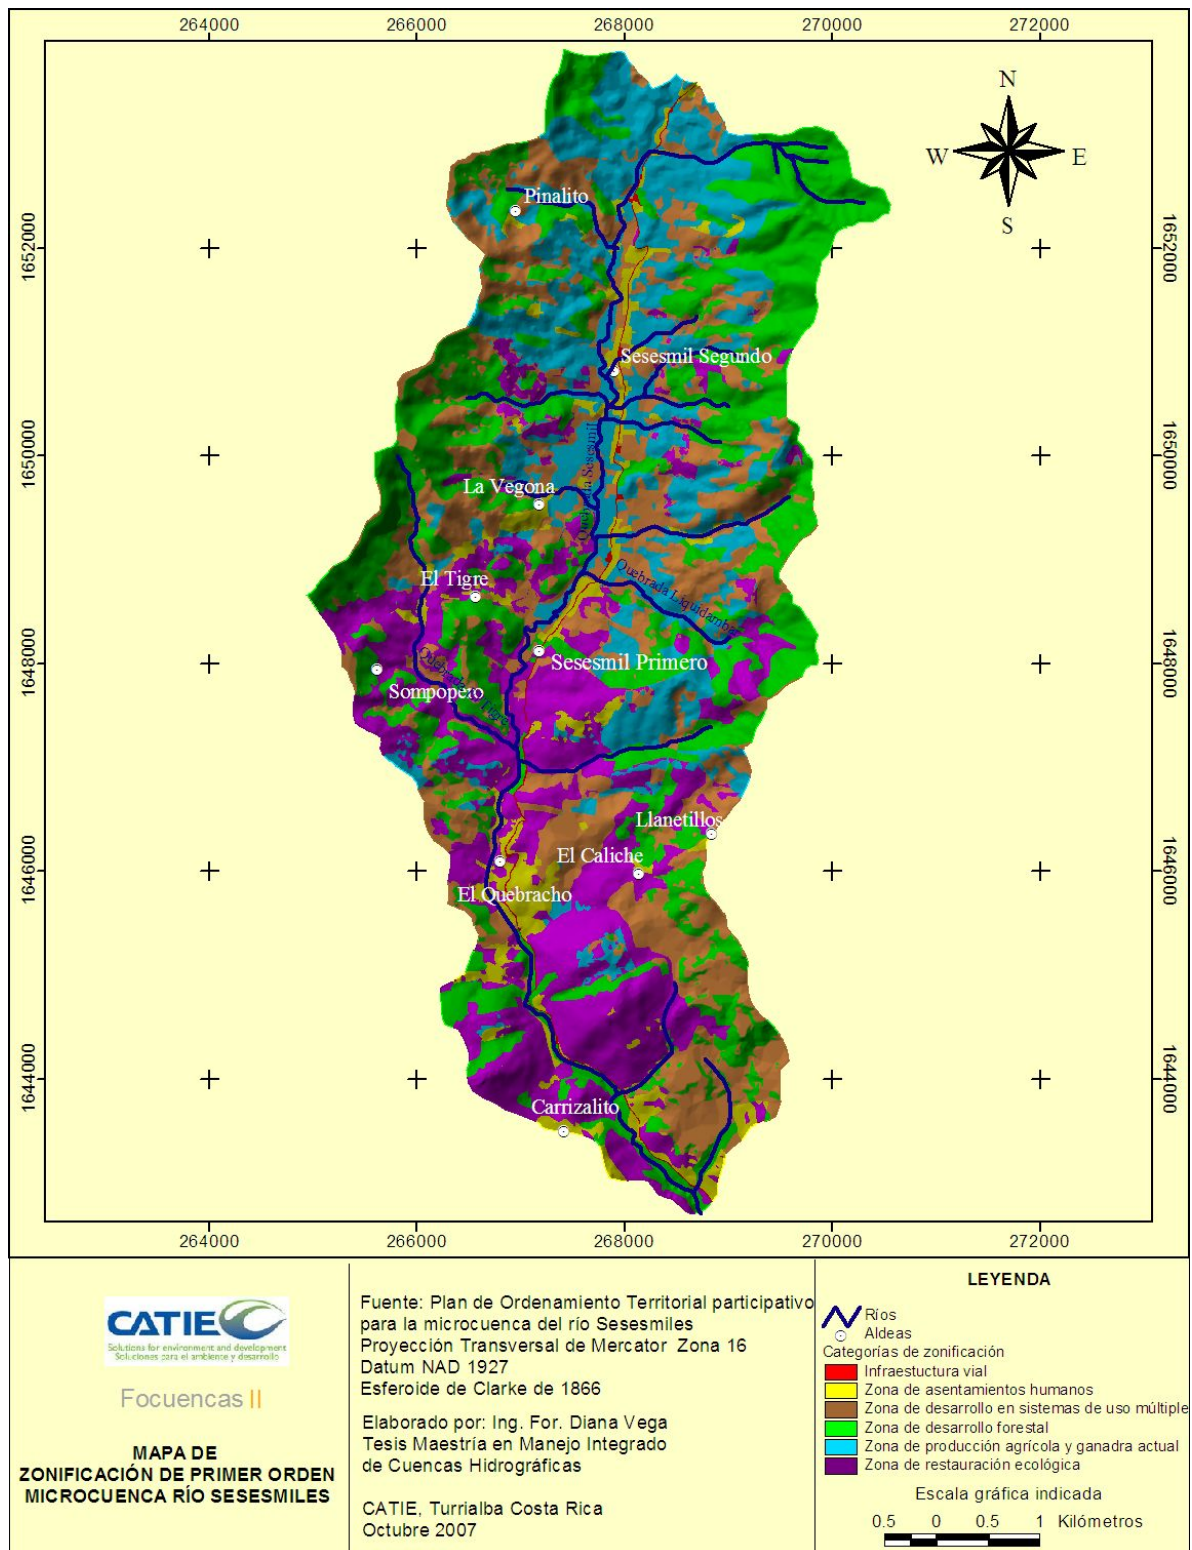 264000 266000 268000 270000 272000
N
W E
S
Pinalito
1652000 1652000
Sesesmil Segundo
Quebrada Sesesmil
1650000 1650000
La Vegona
Quebrada Liquidambar
El Tigre
Sesesmil Primero
1648000 1648000
Quebrada El Tigre
Sompopero
Llanetillos
El Caliche
1646000 1646000
El Quebracho
1644000 1644000
Carrizalito
264000 266000 268000 270000 272000
CATIE
Solutions for environment and development
Soluciones para el ambiente y desarrollo
Focuencas II
MAPA DE
ZONIFICACIÓN DE PRIMER ORDEN
MICROCUENCA RÍO SESESMILES
Fuente: Plan de Ordenamiento Territorial participativo
para la microcuenca del río Sesesmiles
Proyección Transversal de Mercator Zona 16
Datum NAD 1927
Esferoide de Clarke de 1866
Elaborado por: Ing. For. Diana Vega
Tesis Maestría en Manejo Integrado
de Cuencas Hidrográficas
CATIE, Turrialba Costa Rica
Octubre 2007
LEYENDA
Ríos
Aldeas
Categorías de zonificación
Infraestuctura vial
Zona de asentamientos humanos
Zona de desarrollo en sistemas de uso múltiple
Zona de desarrollo forestal
Zona de producción agrícola y ganadra actual
Zona de restauración ecológica
Escala gráfica indicada
0.5 0 0.5 1 Kilómetros